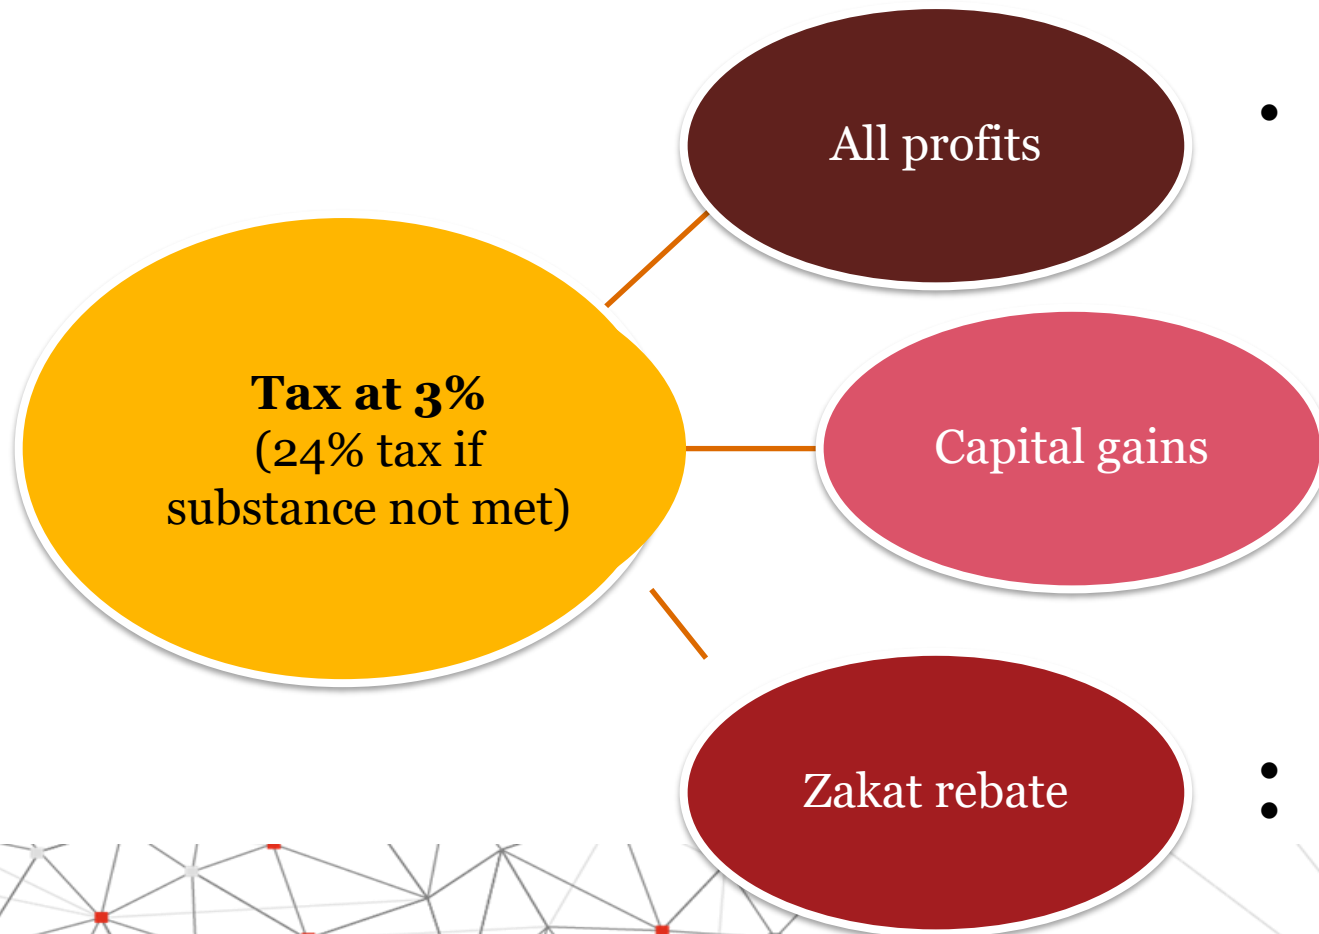 All profits
Tax at 3%
(24% tax if
substance not met)
Capital gains
Zakat rebate